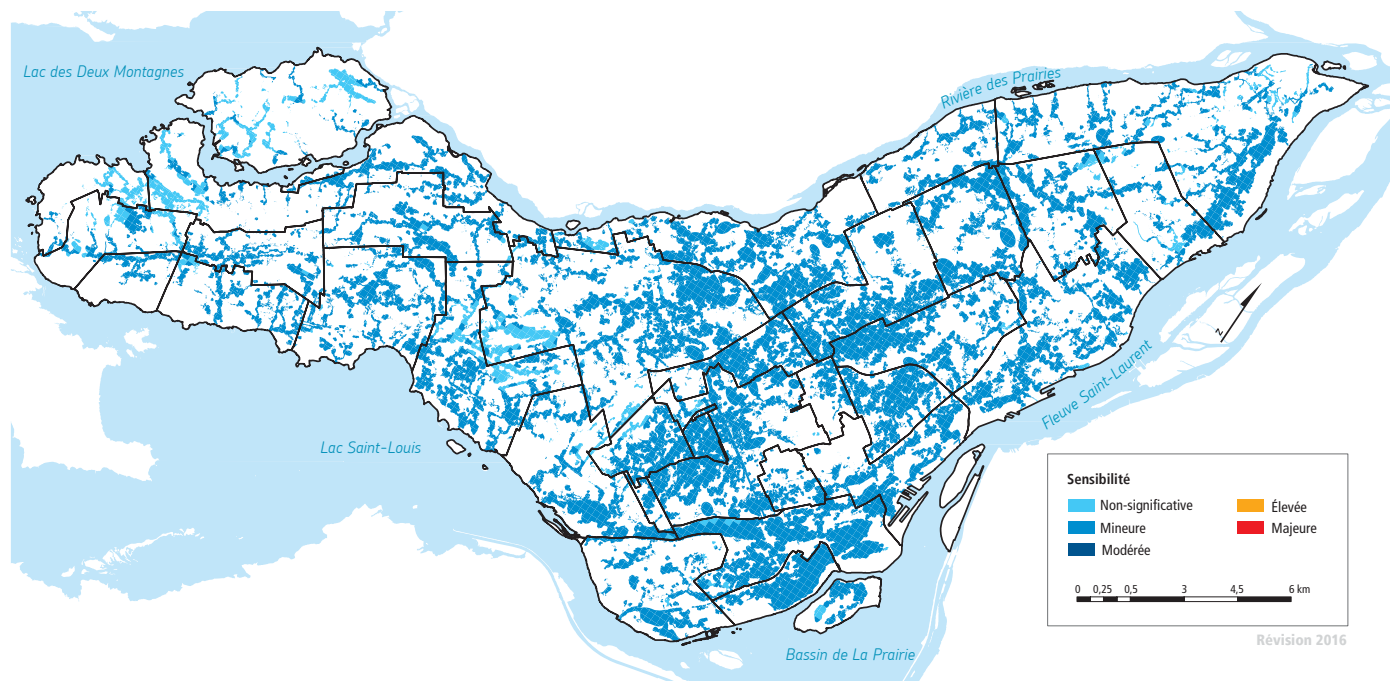 Lac des Deux Montagnes
Rivière des Prairies
Fleuve Saint-Laurent
Lac Saint-Louis
Bassin de La Prairie
N
Sensibilité
Non-significative
Mineure
Modérée
Élevée
Majeure
0 0,25 0,5 3 4,5 6 km
Révision 2016